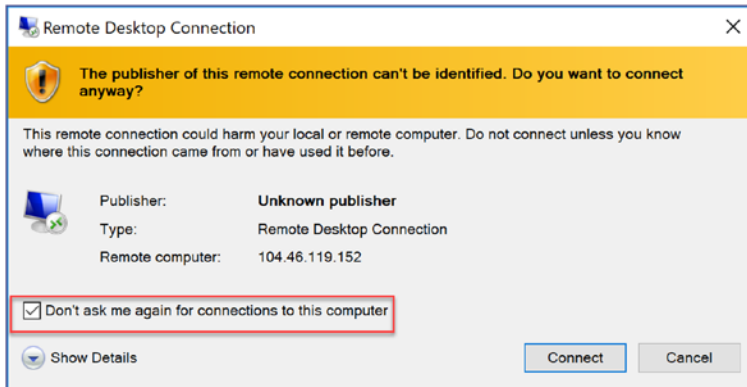 Remote Desktop Connection
The publisher of this remote connection can't be identified. Do you want to connect
anyway?
This remote connection could harm your local or remote computer. Do not connect unless you know
where this connection came from or have used it before.
Publisher: Unknown publisher
Type: Remote Desktop Connection
Remote computer: 104.46.119.152
Don't ask me again for connections to this computer
Show Details Connect Cancel